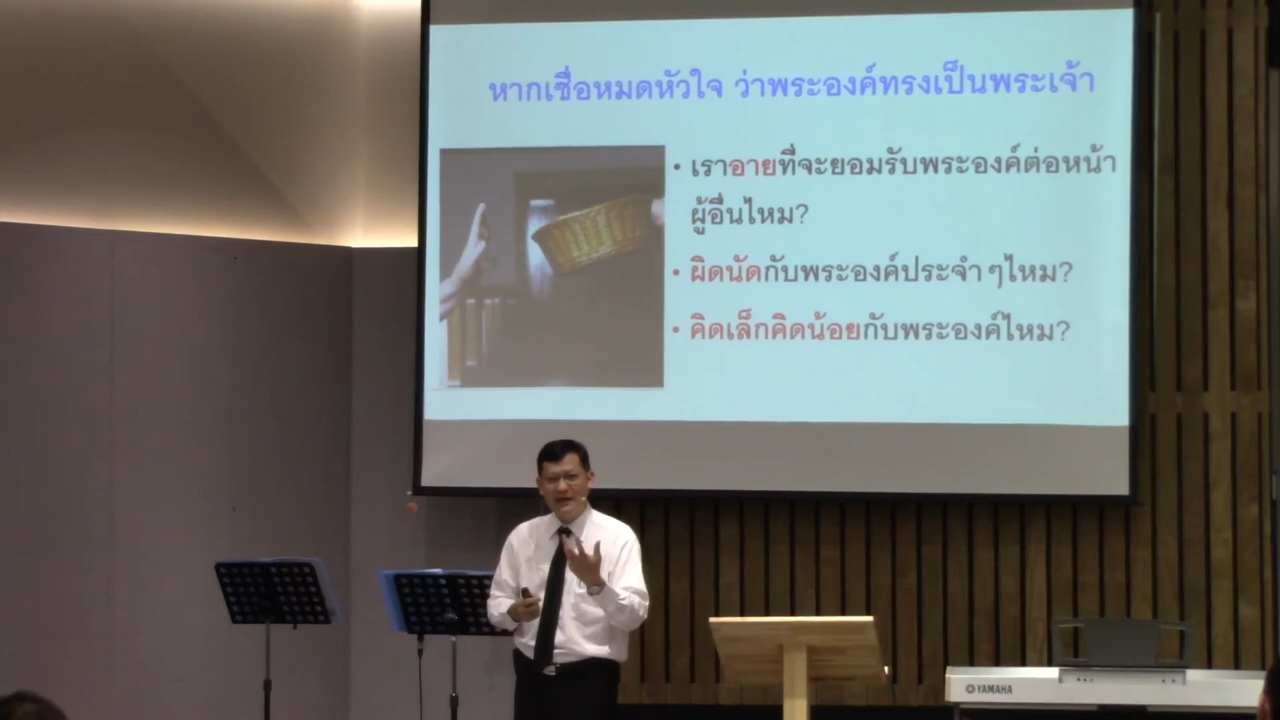 หากเชื่อหมดหัวใจ ว่าพระองค์ทรงเป็นพระเจ้า
• เราอายที่จะยอมรับพระองค์ต่อหน้า
ผู้อื่นไหม?
• ผิดนัดกับพระองค์ประจำๆไหม?
• คิดเล็กคิดน้อยกับพระองค์ไหม?
YAMAHA